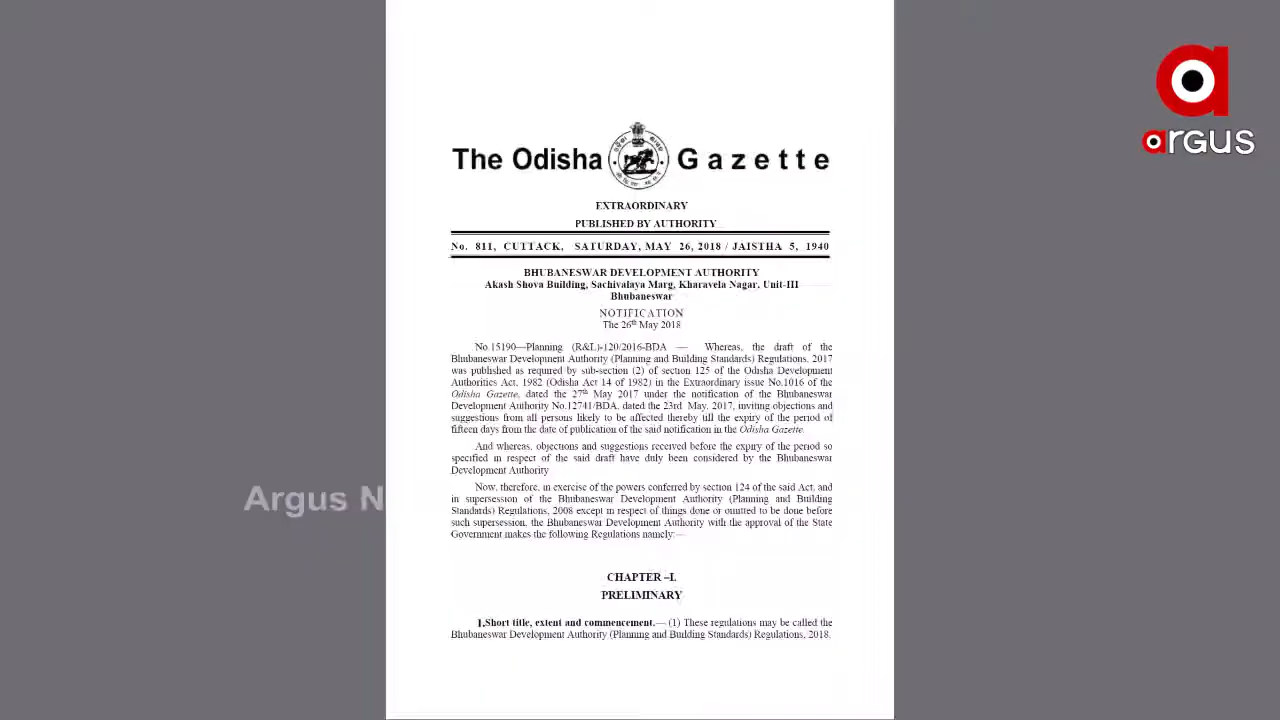 argus
The Odisha Gazette
EXTRAORDINARY
PUBLISHED BY AUTHORITY
No. 811, CUTTACK, SATURDAY, MAY 26, 2018 / JAISTHA 5, 1940
BHUBANESWAR DEVELOPMENT AUTHORITY
Akash Shova Building, Sachivalaya Marg, Kharavela Nagar, Unit-III
Bhubaneswar
NOTIFICATION
The 26th May 2018
No.15190—Planning (R&L)-120/2016-BDA — Whereas, the draft of the
Bhubaneswar Development Authority (Planning and Building Standards) Regulations, 2017
was published as required by sub-section (2) of section 125 of the Odisha Development
Authorities Act, 1982 (Odisha Act 14 of 1982) in the Extraordinary issue No.1016 of the
Odisha Gazette, dated the 27th May 2017 under the notification of the Bhubaneswar
Development Authority No.12741/BDA, dated the 23rd May, 2017, inviting objections and
suggestions from all persons likely to be affected thereby till the expiry of the period of
fifteen days from the date of publication of the said notification in the Odisha Gazette.
And whereas, objections and suggestions received before the expiry of the period so
specified in respect of the said draft have duly been considered by the Bhubaneswar
Development Authority
Now, therefore, in exercise of the powers conferred by section 124 of the said Act, and
in supersession of the Bhubaneswar Development Authority (Planning and Building
Standards) Regulations, 2008 except in respect of things done or omitted to be done before
such supersession, the Bhubaneswar Development Authority with the approval of the State
Government makes the following Regulations namely:—
Argus N
CHAPTER –I.
PRELIMINARY
1.Short title, extent and commencement.— (1) These regulations may be called the
Bhubaneswar Development Authority (Planning and Building Standards) Regulations, 2018.